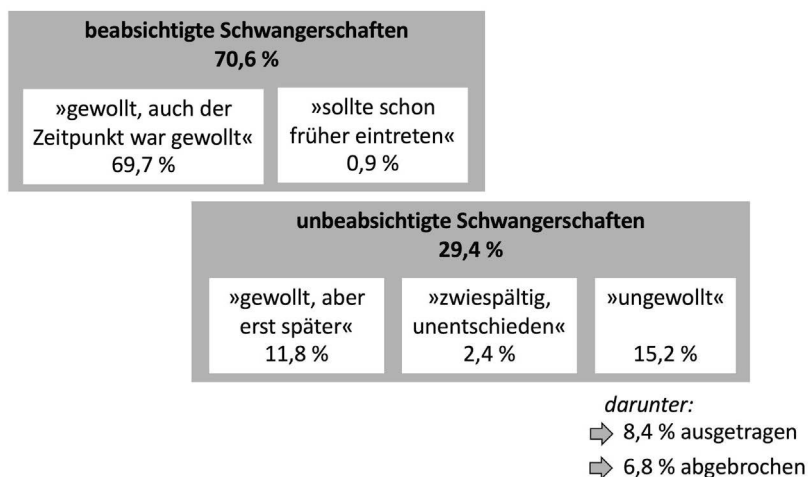 beabsichtigte Schwangerschaften
70,6 %
»gewollt, auch der
Zeitpunkt war gewollt«
69,7 %
»sollte schon
früher eintreten«
0,9 %
unbeabsichtigte Schwangerschaften
29,4 %
»gewollt, aber
erst später«
11,8 %
»zwiespältig,
unentschieden«
2,4 %
»ungewollt«
15,2 %
darunter:
8,4 % ausgetragen
6,8 % abgebrochen